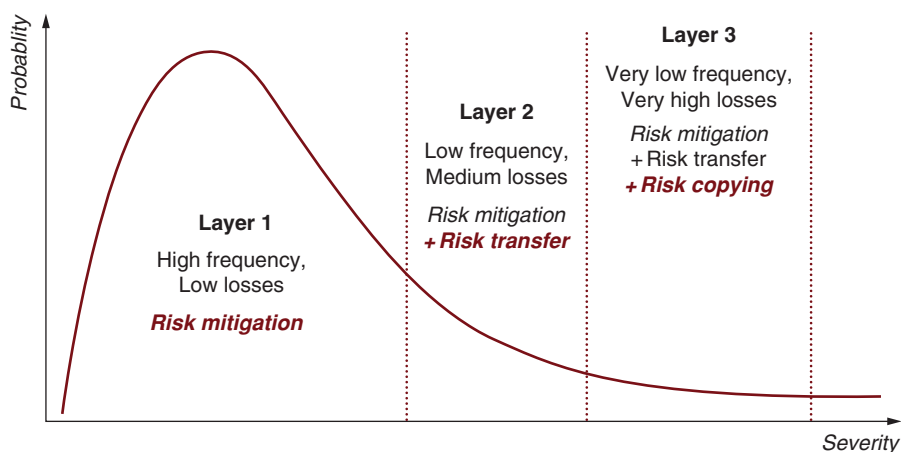 Probablity
Layer 1
High frequency,
Low losses
Risk mitigation
Layer 2
Low frequency,
Medium losses
Risk mitigation
+ Risk transfer
Layer 3
Very low frequency,
Very high losses
Risk mitigation
+ Risk transfer
+ Risk copying
Severity